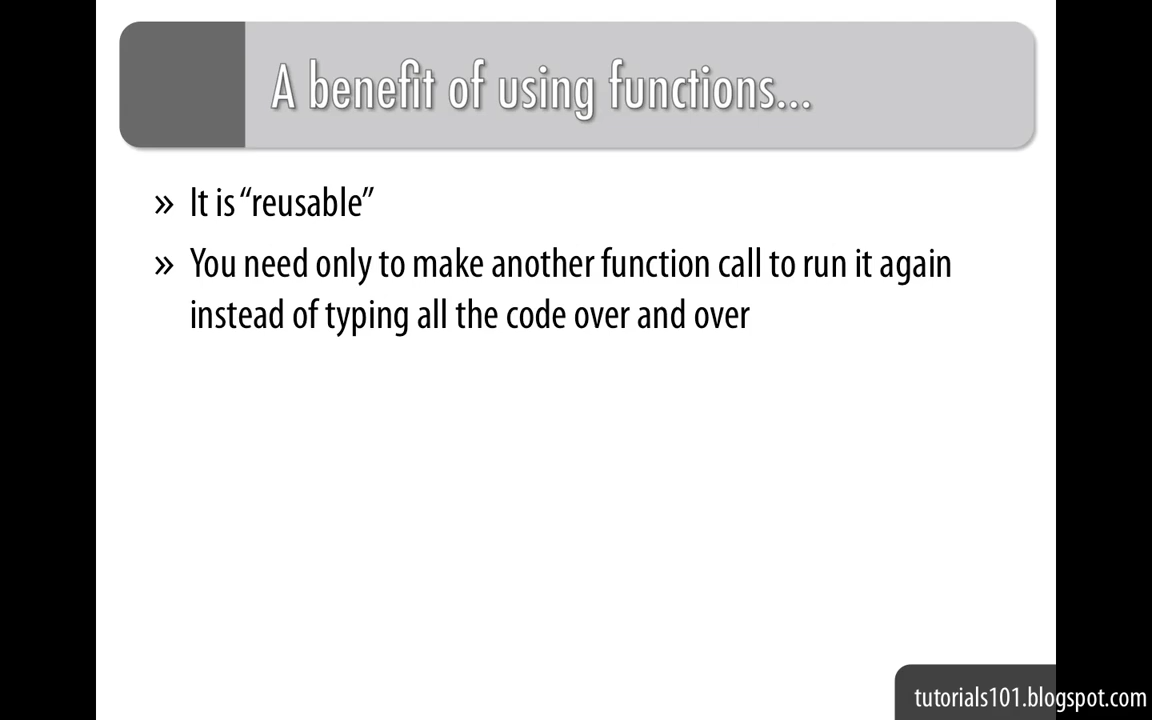 A benefit of using functions...
» It is “reusable”
» You need only to make another function call to run it again
instead of typing all the code over and over
tutorials101.blogspot.com